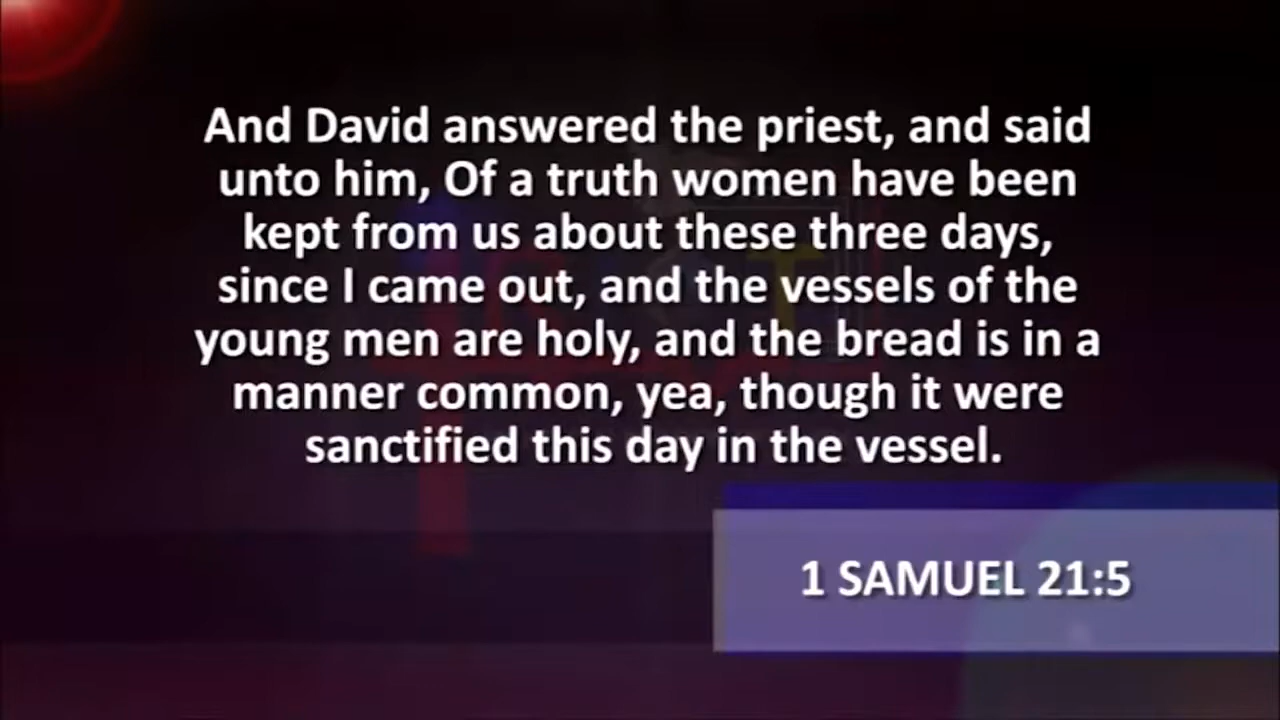 And David answered the priest, and said
unto him, Of a truth women have been
kept from us about these three days,
since I came out, and the vessels of the
young men are holy, and the bread is in a
manner common, yea, though it were
sanctified this day in the vessel.
1 SAMUEL 21:5